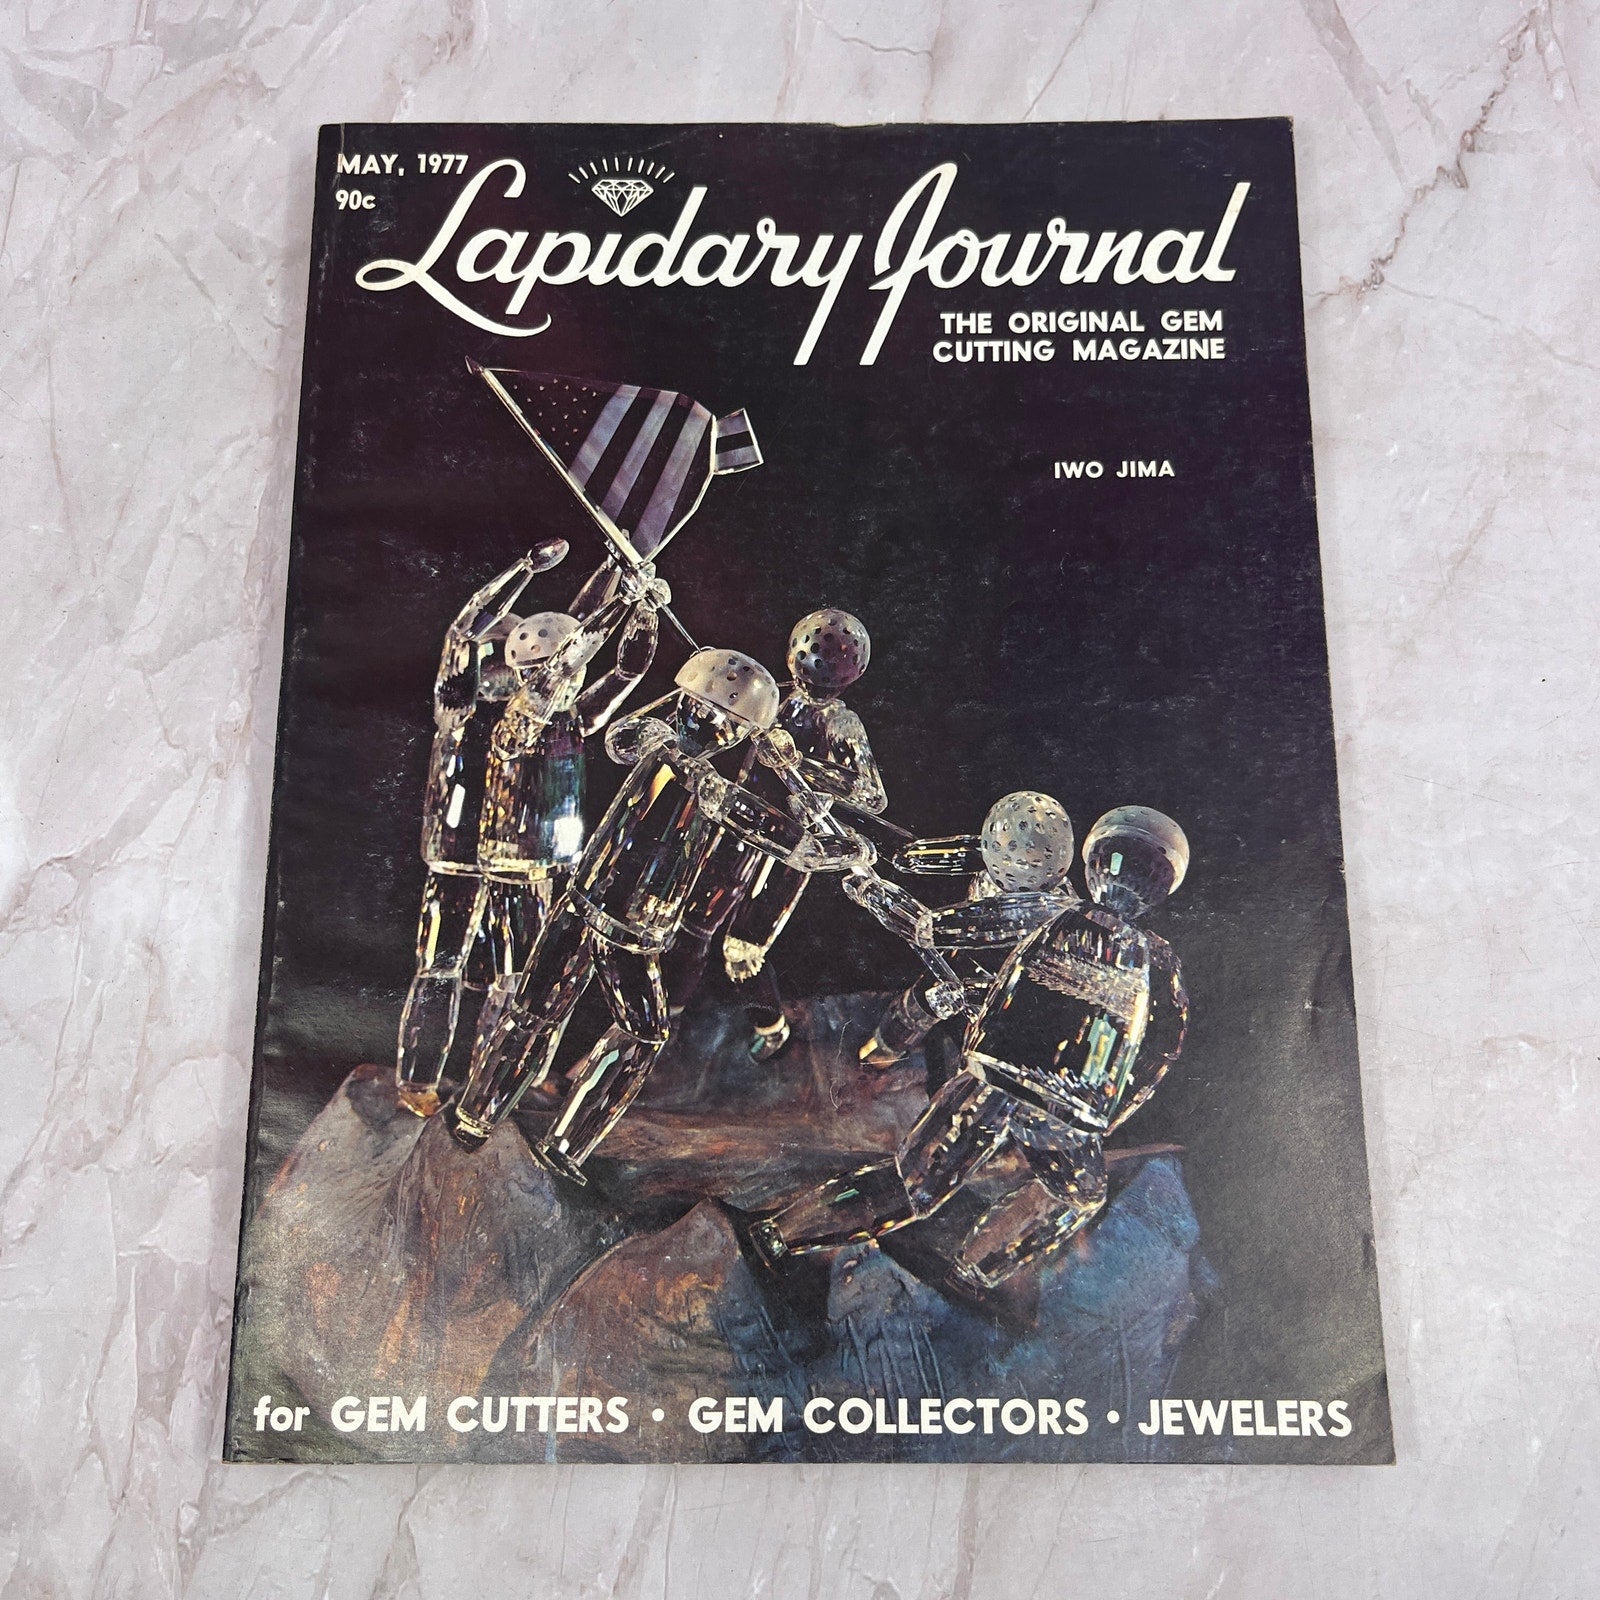 MAY, 1977
90c
Lapidary Journal
THE ORIGINAL GEM
CUTTING MAGAZINE
IWO JIMA
for GEM CUTTERS • GEM COLLECTORS • JEWELERS